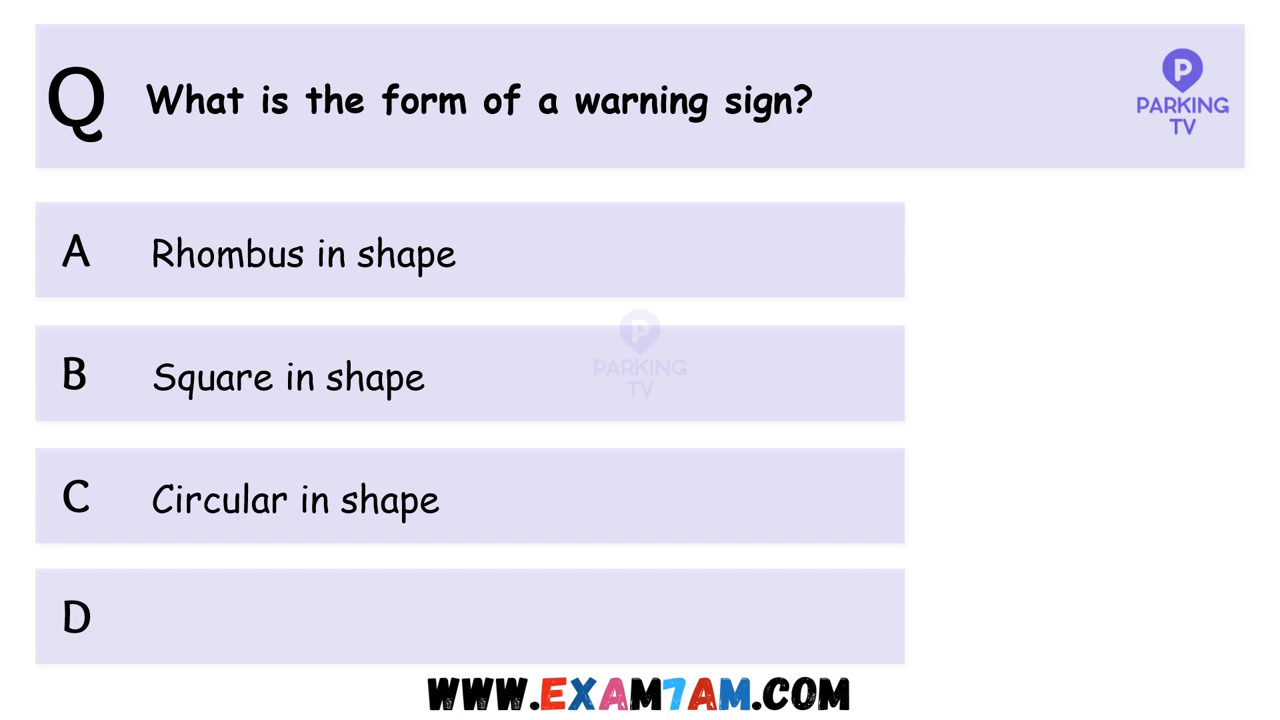 Q What is the form of a warning sign?
P
PARKING
TV
A Rhombus in shape
B Square in shape
P
PARKING
TV
C Circular in shape
D
WWW.EXAM7AM.COM